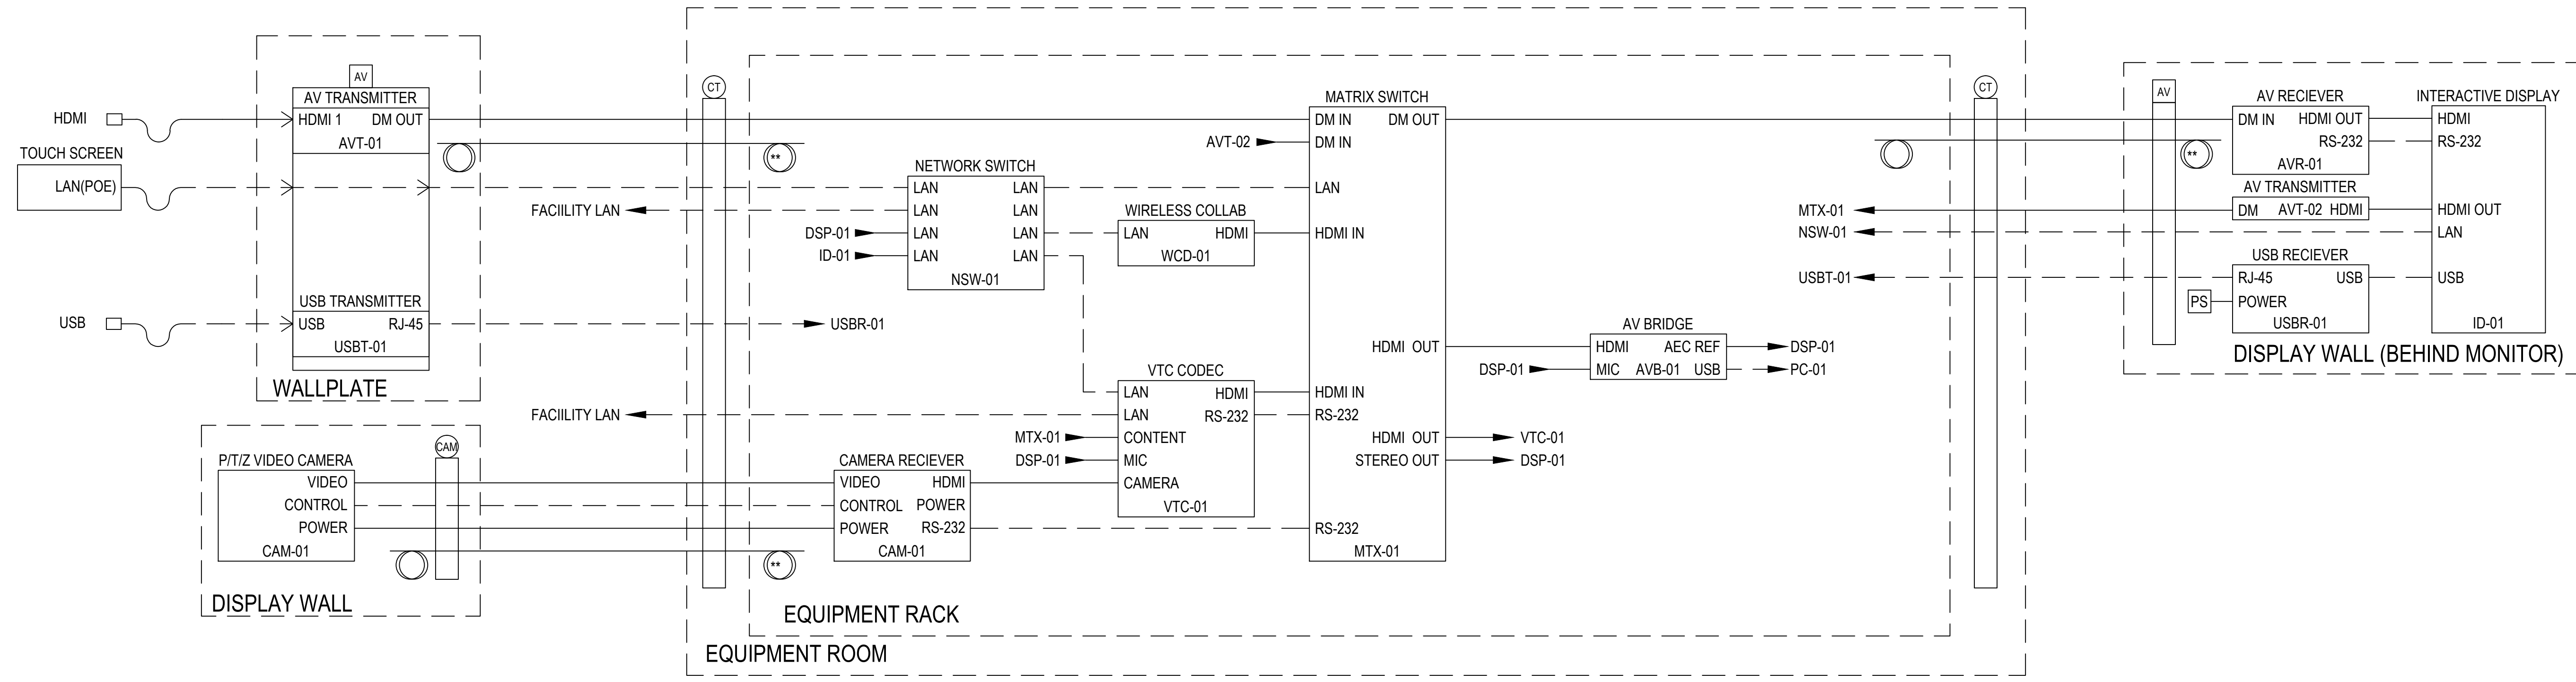 HDMI
TOUCH SCREEN
LAN(POE)
USB
AV
AV TRANSMITTER
HDMI 1 DM OUT
AVT-01
USB TRANSMITTER
USB RJ-45
USBT-01
WALLPLATE
P/T/Z VIDEO CAMERA
VIDEO
CONTROL
POWER
CAM-01
CAM
DISPLAY WALL
CT
**
FACIILITY LAN
DSP-01
ID-01
USBR-01
FACIILITY LAN
**
NETWORK SWITCH
LAN LAN
LAN LAN
LAN LAN
LAN LAN
NSW-01
CAMERA RECIEVER
VIDEO HDMI
CONTROL POWER
POWER RS-232
CAM-01
WIRELESS COLLAB
LAN HDMI
WCD-01
VTC CODEC
LAN HDMI
LAN RS-232
CONTENT
MIC
CAMERA
VTC-01
MTX-01
DSP-01
AVT-02
MATRIX SWITCH
DM IN DM OUT
DM IN
LAN
HDMI IN
HDMI OUT
HDMI IN
RS-232
HDMI OUT
STEREO OUT
RS-232
MTX-01
VTC-01
DSP-01
DSP-01
AV BRIDGE
HDMI AEC REF
MIC AVB-01 USB
DSP-01
PC-01
EQUIPMENT RACK
EQUIPMENT ROOM
MTX-01
NSW-01
USBT-01
CT
AV
**
AV RECIEVER
DM IN HDMI OUT
RS-232
AVR-01
AV TRANSMITTER
DM AVT-02 HDMI
USB RECIEVER
RJ-45 USB
PS
POWER
USBR-01
INTERACTIVE DISPLAY
HDMI
RS-232
HDMI OUT
LAN
USB
ID-01
DISPLAY WALL (BEHIND MONITOR)